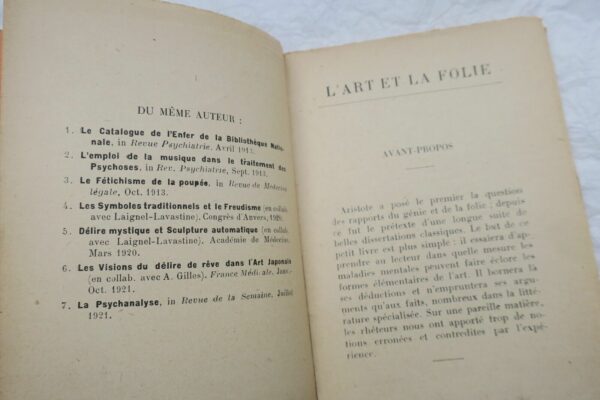 DU MÊME AUTEUR :
1. Le Catalogue de l'Enfer de la Bibliothèque Natio-
nale, in Revue Psychiatrie, Avril 1913.
2. L'emploi de la musique dans le traitement des
Psychoses, in Rev. Psychiatrie, Sept. 1913.
3. Le Fétichisme de la poupée, in Revue de Médecine
légale, Oct. 1913.
4. Les Symboles traditionnels et le Freudisme (en collab.
avec Laignel-Lavastine). Congrès d'Anvers, 1920.
5. Délire mystique et Sculpture automatique (en collab.
avec Laignel-Lavastine). Académie de Médecine,
Mars 1920.
6. Les Visions du délire de rêve dans l'Art Japonais
(en collab. avec A. Gilles). France Médicale,
Oct. 1921.
7. La Psychanalyse, in Revue de la Semaine, Juillet
1921.
L'ART ET LA FOLIE
AVANT-PROPOS
Aristote a posé le premier la question
des rapports du génie et de la folie ; depuis
ce fut le prétexte d'une longue suite de
belles dissertations classiques. Le but de ce
petit livre est plus simple : il essaiera d'ap-
prendre au lecteur dans quelle mesure les
maladies mentales peuvent faire éclore les
formes élémentaires de l'art. Il bornera là
ses déductions et n'empruntera ses argum-
ents qu'aux faits, nombreux dans la litté-
rature spécialisée. Sur une pareille matière,
les rhéteurs nous ont apporté trop de no-
tions erronées et contredites par l'expé-
rience.